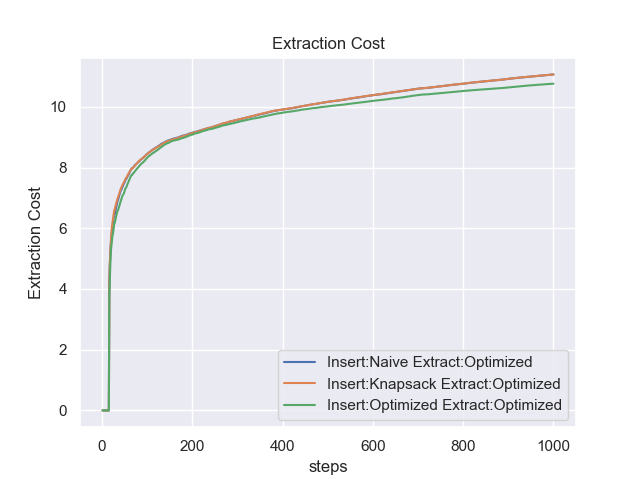 Extraction Cost
Extraction Cost
10
8
6
4
2
0
Insert:Naive Extract:Optimized
Insert:Knapsack Extract:Optimized
Insert:Optimized Extract:Optimized
0 200 400 600 800 1000
steps